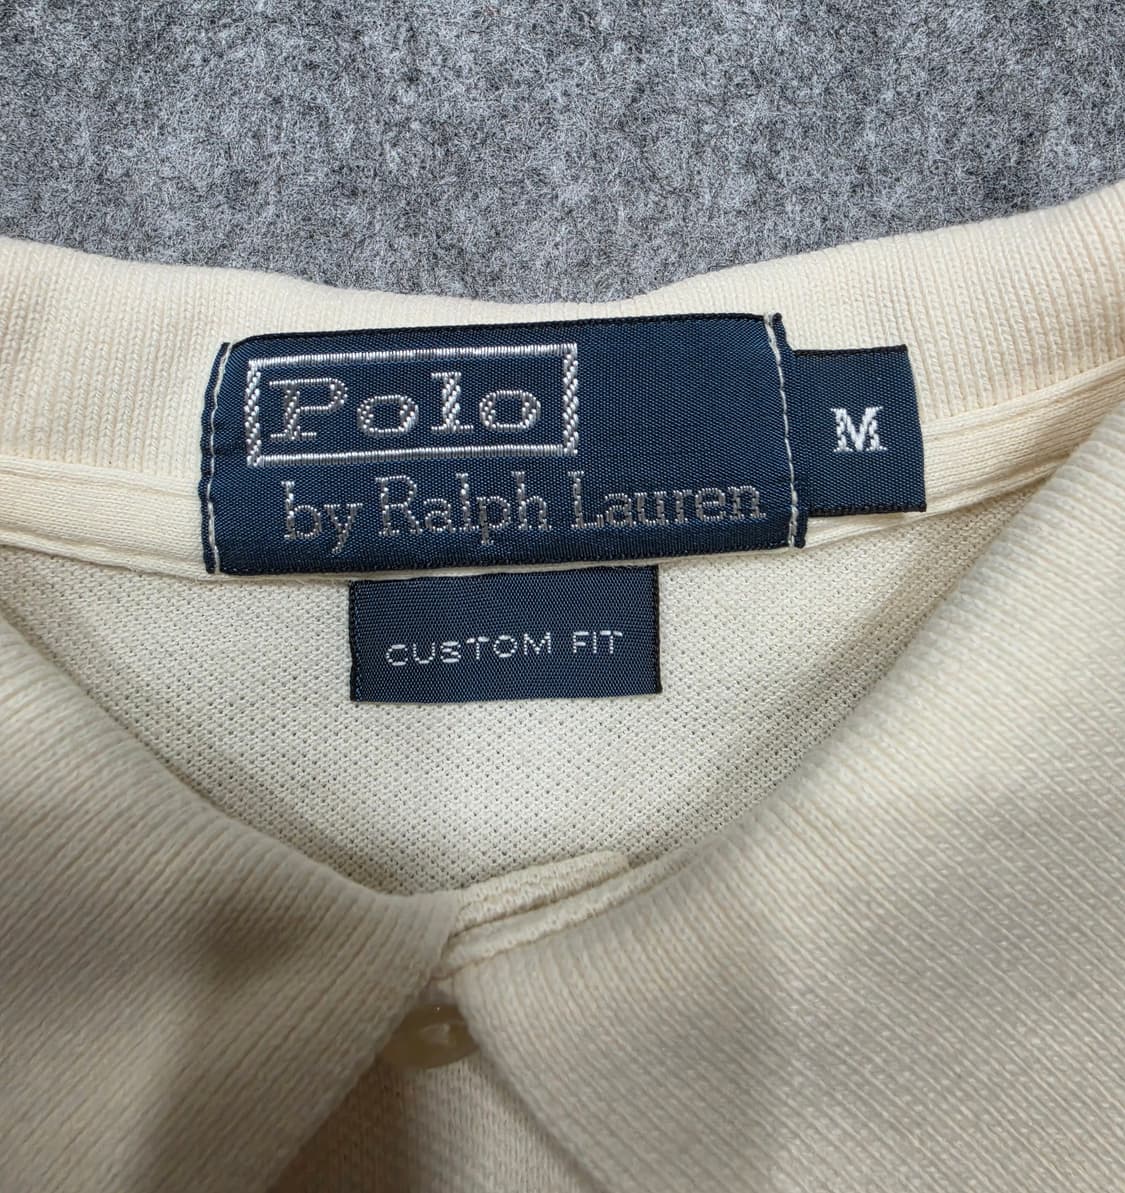 Polo
by Ralph Lauren
M
CUSTOM FIT